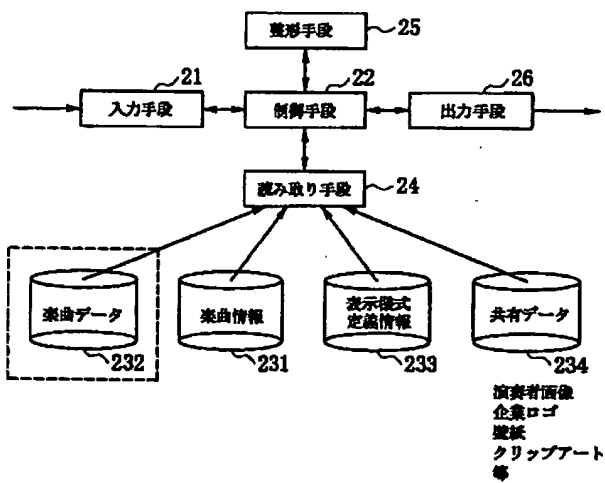 整形手段
25
21
22
26
入力手段
制御手段
出力手段
読み取り手段
24
楽曲データ
楽曲情報
表示様式
定義情報
共有データ
232
231
233
234
演奏者画像
企業ロゴ
壁紙
クリップアート
等